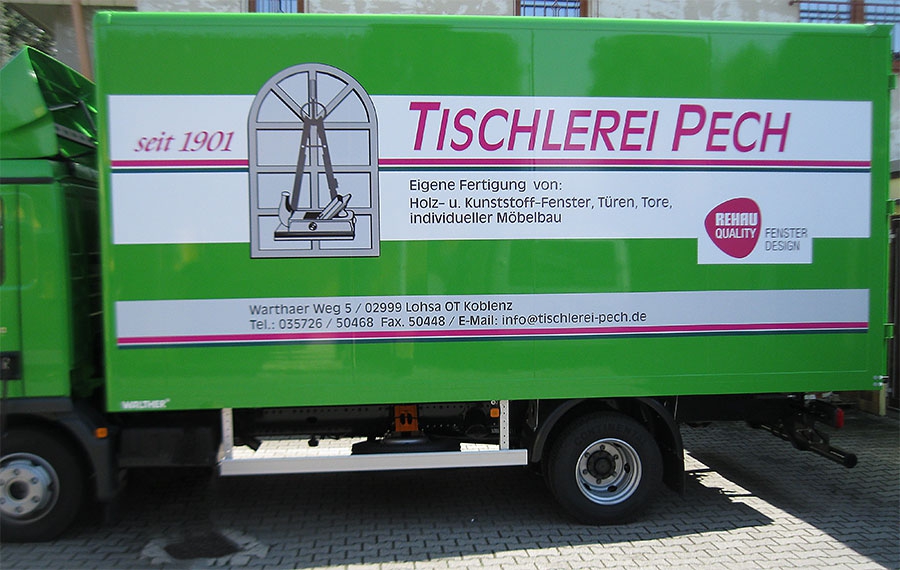 seit 1901
TISCHLEREI PECH
Eigene Fertigung von:
Holz- u. Kunststoff-Fenster, Türen, Tore,
individueller Möbelbau
REHAU
QUALITY
FENSTER
DESIGN
Warthaer Weg 5 / 02999 Lohsa OT Koblenz
Tel.: 035726 / 50468 Fax. 50448 / E-Mail: info@tischlerei-pech.de
WALTHER